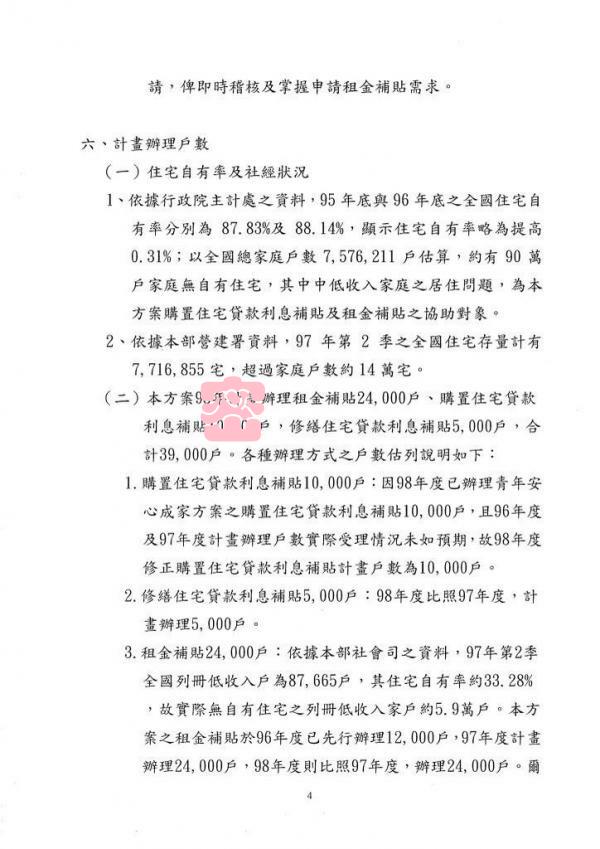 請，俾即時稽核及掌握申請租金補貼需求。
六、計畫辦理戶數
（一）住宅自有率及社經狀況
1、依據行政院主計處之資料，95 年底與 96 年底之全國住宅自
有率分別為 87.83%及 88.14%，顯示住宅自有率略為提高
0.31%；以全國總家庭戶數 7,576,211 戶估算，約有 90 萬
戶家庭無自有住宅，其中中低收入家庭之居住問題，為本
方案購置住宅貸款利息補貼及租金補貼之協助對象。
2、依據本部營建署資料，97 年第 2 季之全國住宅存量計有
7,716,855 宅，超過家庭戶數約 14 萬宅。
（二）本方案98年 辦理租金補貼24,000戶、購置住宅貸款
利息補貼 戶，修繕住宅貸款利息補貼5,000戶，合
計39,000戶。各種辦理方式之戶數估列說明如下：
1.購置住宅貸款利息補貼10,000戶：因98年度已辦理青年安
心成家方案之購置住宅貸款利息補貼10,000戶，且96年度
及97年度計畫辦理戶數實際受理情況未如預期，故98年度
修正購置住宅貸款利息補貼計畫戶數為10,000戶。
2.修繕住宅貸款利息補貼5,000戶：98年度比照97年度，計
畫辦理5,000戶。
3.租金補貼24,000戶：依據本部社會司之資料，97年第2季
全國列冊低收入戶為87,665戶，其住宅自有率約33.28%
，故實際無自有住宅之列冊低收入家戶約5.9萬戶。本方
案之租金補貼於96年度已先行辦理12,000戶，97年度計畫
辦理24,000戶，98年度則比照97年度，辦理24,000戶。爾
4